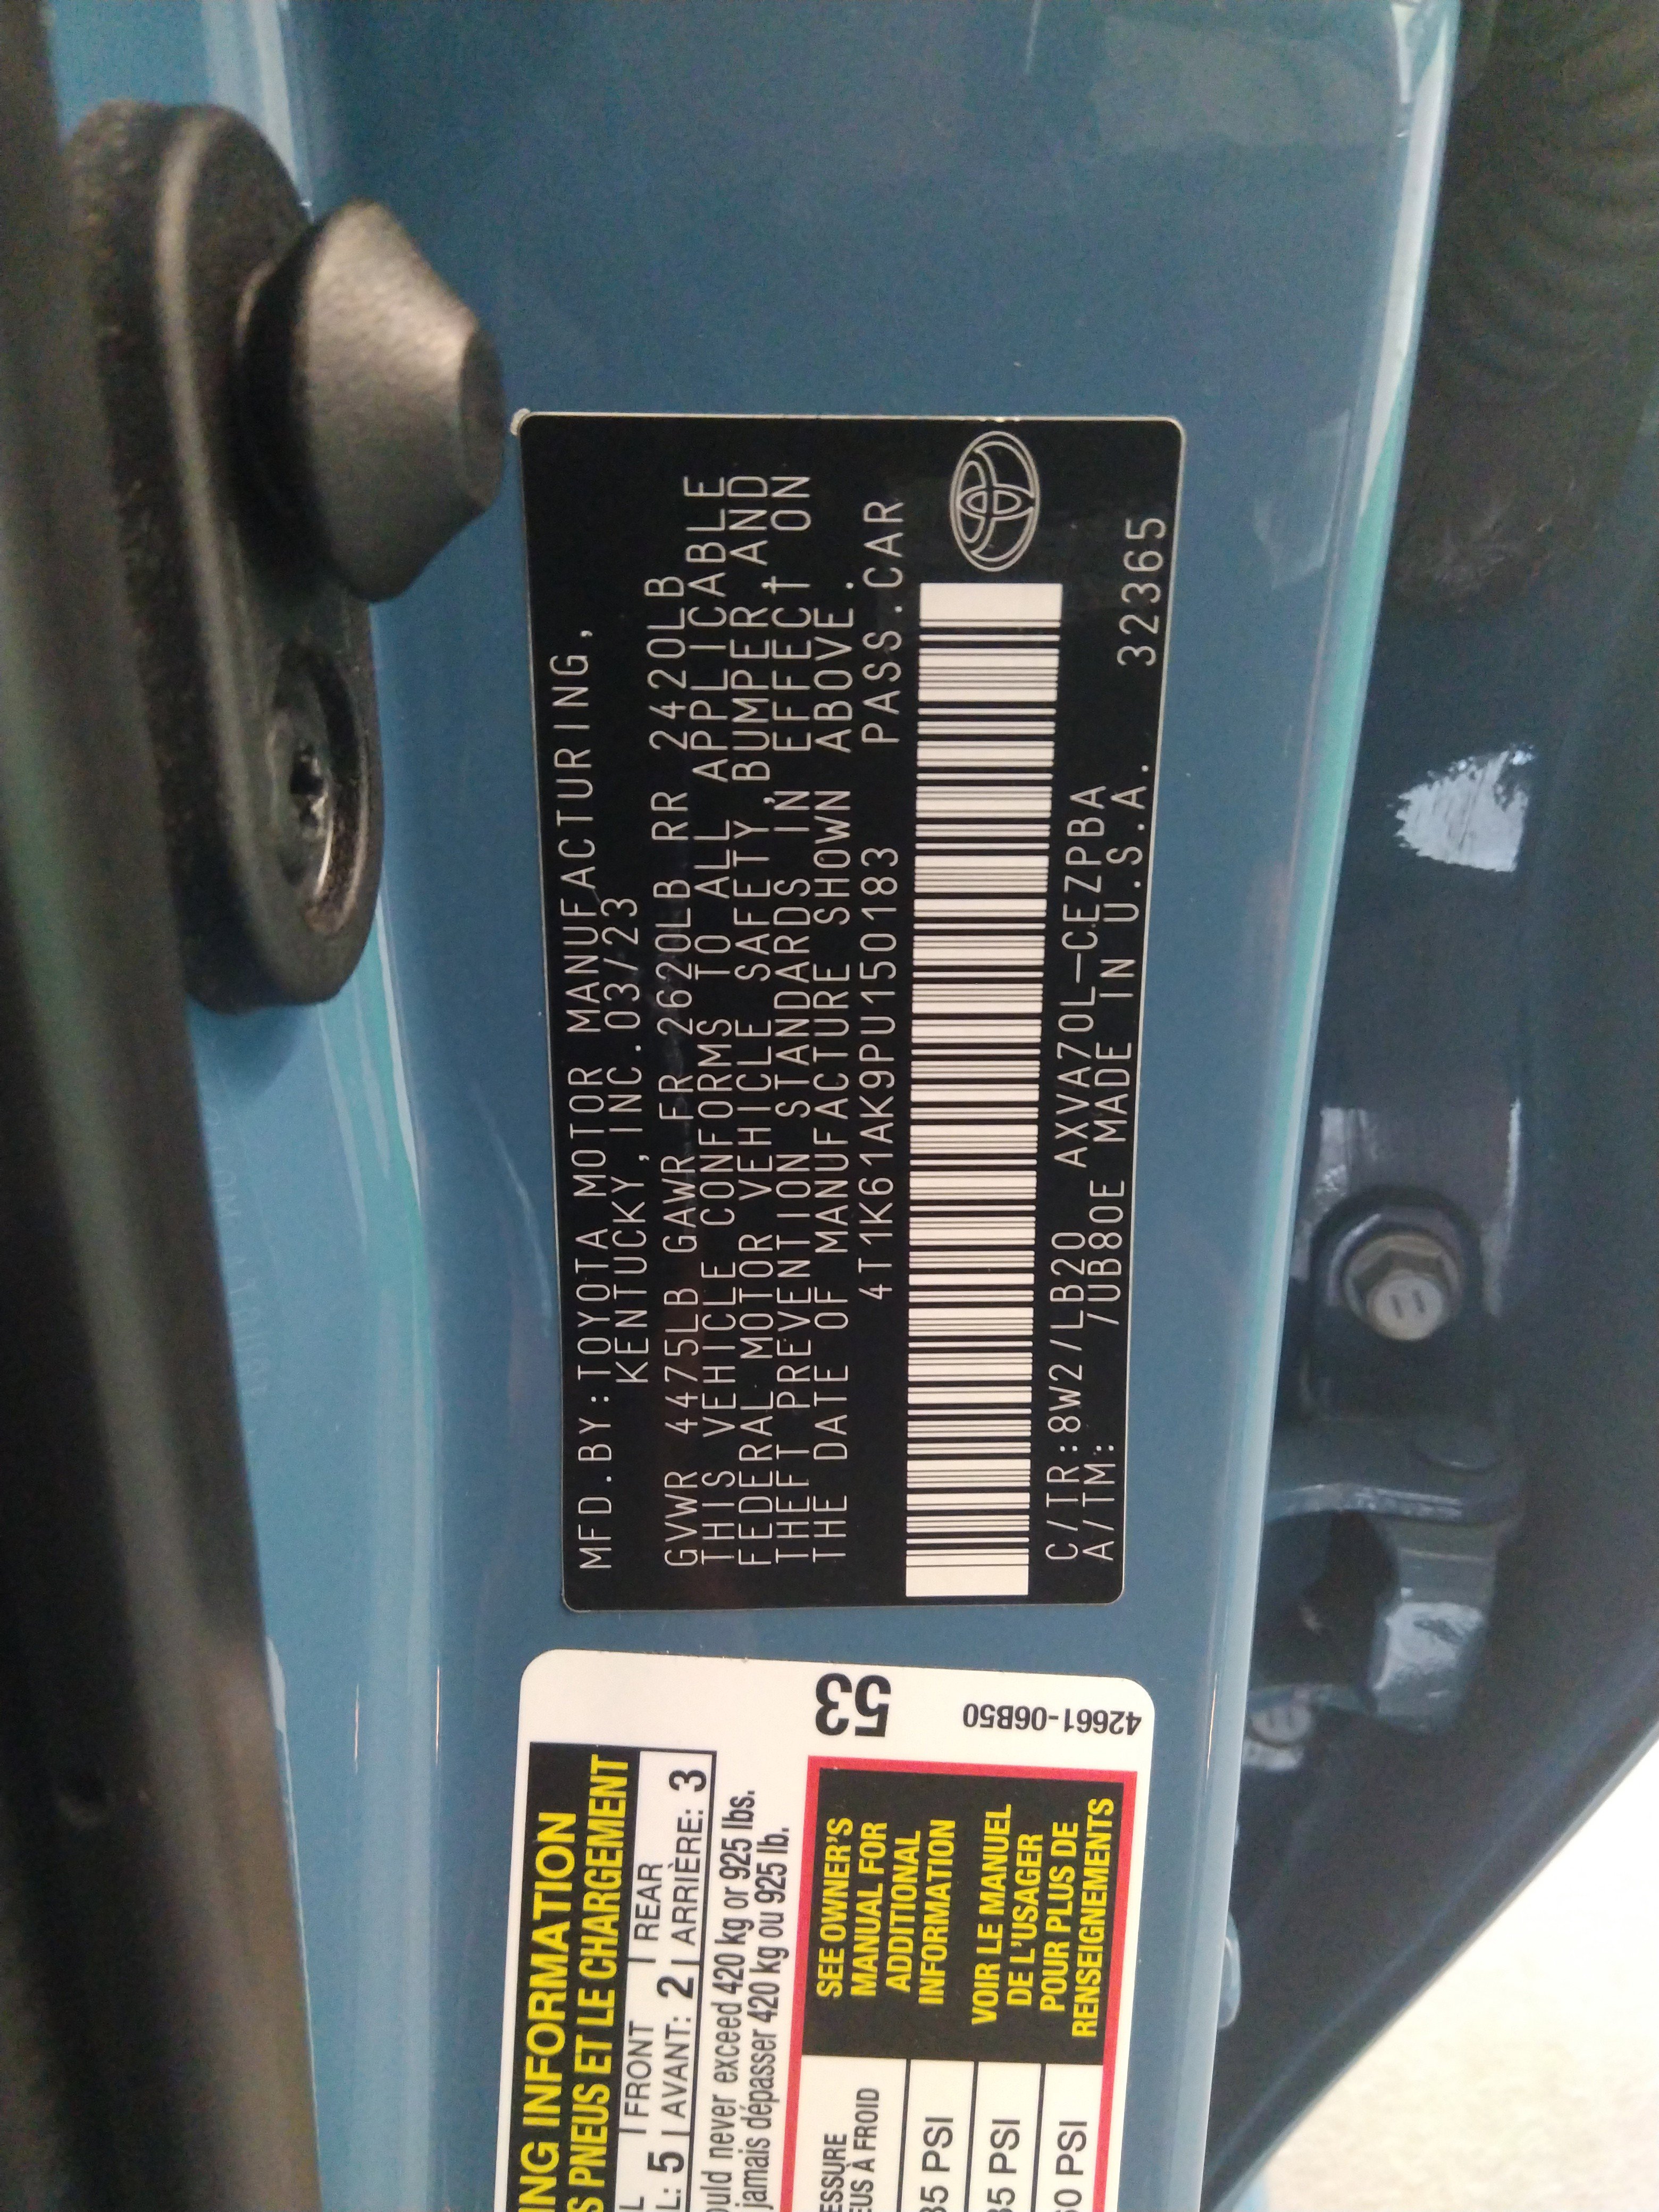 MFD.BY:TOYOTA MOTOR MANUFACTURING,
KENTUCKY,INC.03/23
GVWR 4475LB GAWR FR 2620LB RR 2420LB
THIS VEHICLE CONFORMS TO ALL APPLICABLE
FEDERAL MOTOR VEHICLE SAFETY,BUMPER,AND
THEFT PREVENTION STANDARDS IN EFFECT ON
THE DATE OF MANUFACTURE SHOWN ABOVE.
4T1K61AK9PU150183 PASS.CAR
C/TR:8W2/LB20 AXVA70L-CEZPBA
A/TM: /UB80E MADE IN U.S.A. 32365
ING INFORMATION
S PNEUS ET LE CHARGEMENT
L FRONT REAR
L: 5 AVANT: 2 ARRIÈRE: 3
ould never exceed 420 kg or 925 lbs.
jamais dépasser 420 kg ou 925 lb.
53
42661-06B50
ESSURE
EUS À FROID
35 PSI
35 PSI
60 PSI
SEE OWNER'S
MANUAL FOR
ADDITIONAL
INFORMATION
VOIR LE MANUEL
DE L'USAGER
POUR PLUS DE
RENSEIGNEMENTS